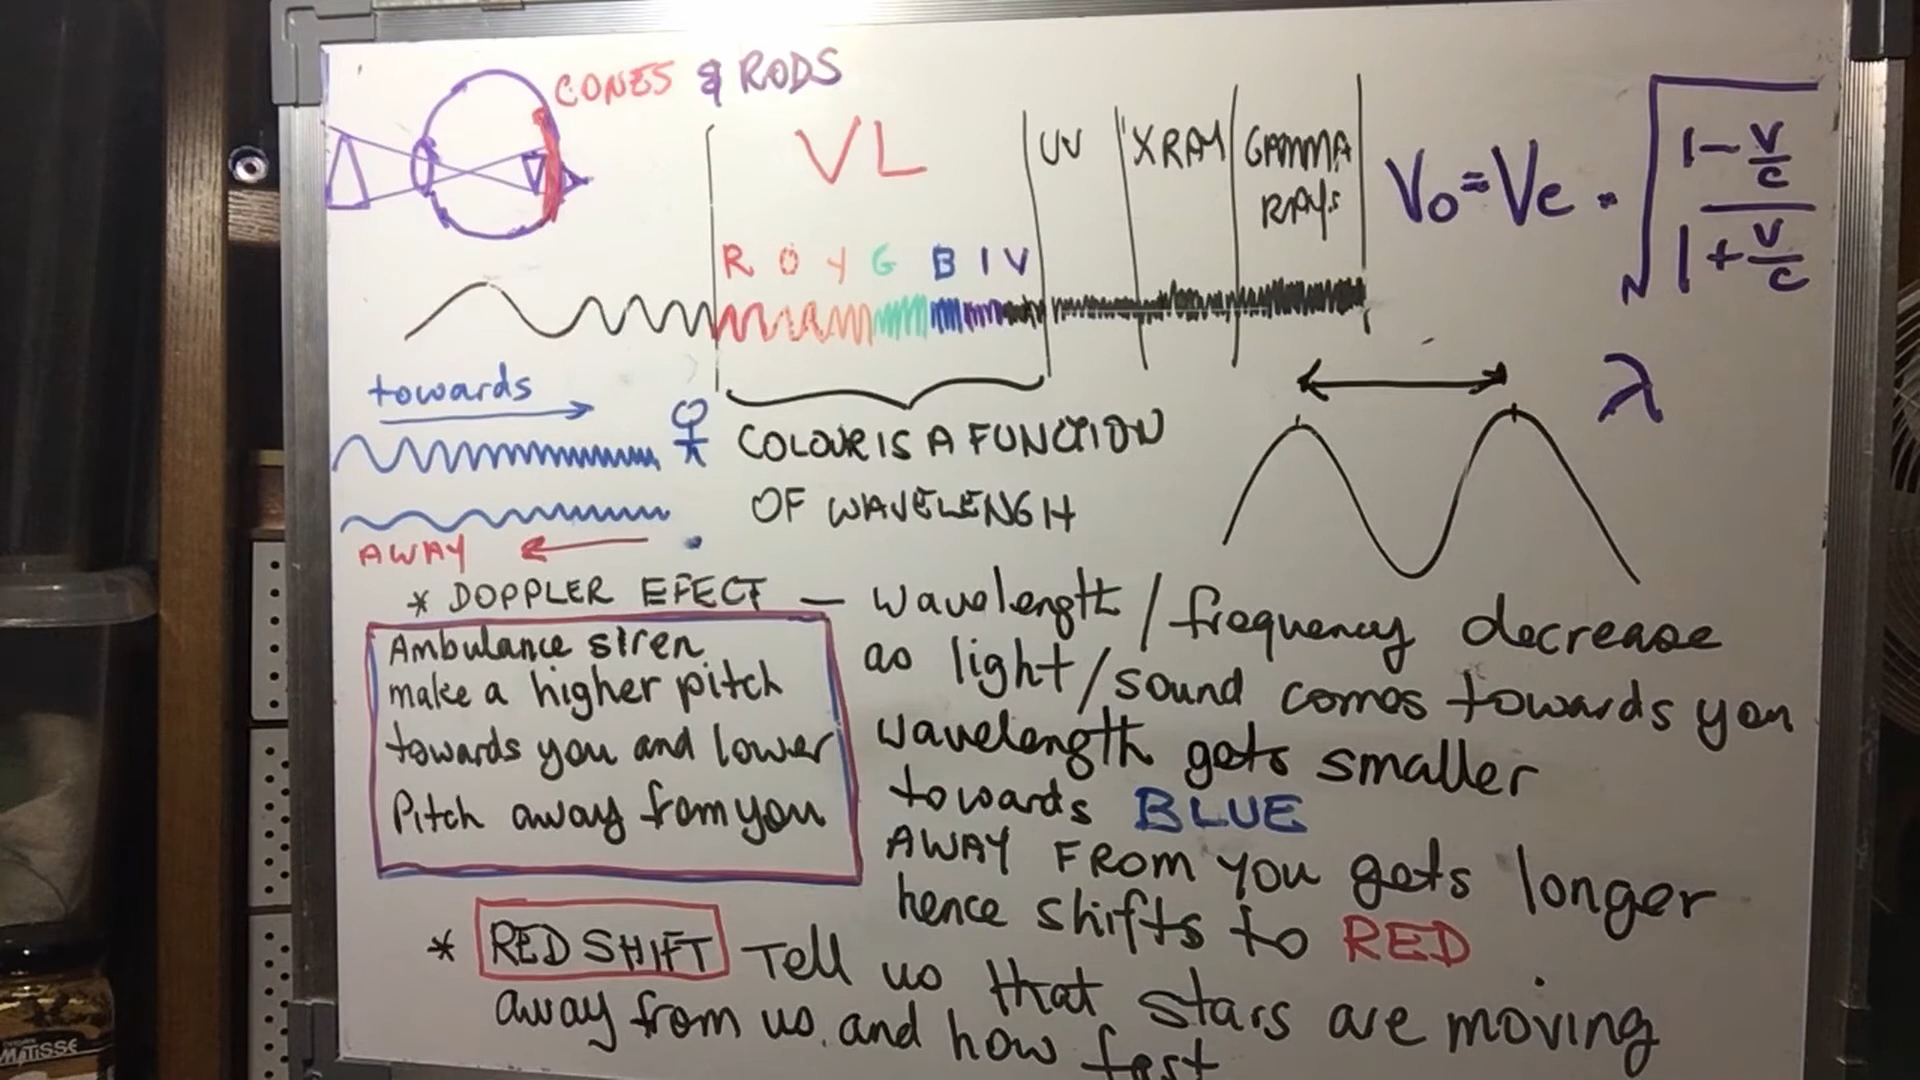 CONES & RODS
VL
UV
XRAY
GAMMA
RAYS
R O Y G B I V
Vo = Ve · √
1 - v/c
1 + v/c
λ
towards
COLOUR IS A FUNCTION
OF WAVELENGH
AWAY
* DOPPLER EFECT — wavelength/frequency decrease
as light/sound comes towards you
wavelength gets smaller
towards BLUE
AWAY FROM you gets longer
hence shifts to RED
Ambulance siren
make a higher pitch
towards you and lower
Pitch away from you
* RED SHIFT Tell us that stars are moving
away from us. and how fast
MATISSE